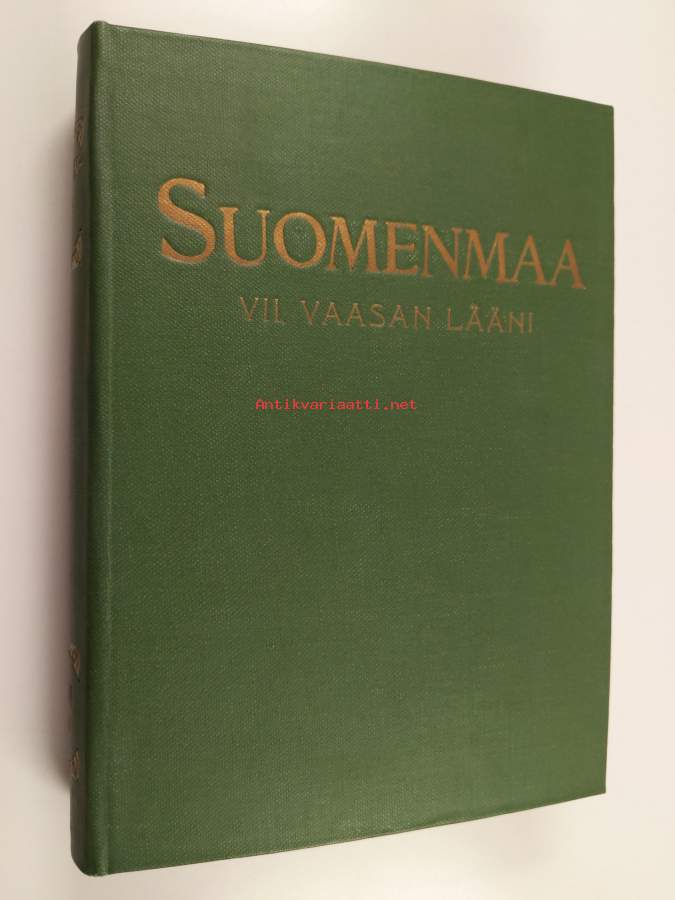 SUOMENMAA
VII. VAASAN LÄÄNI
Antikvariaatti.net